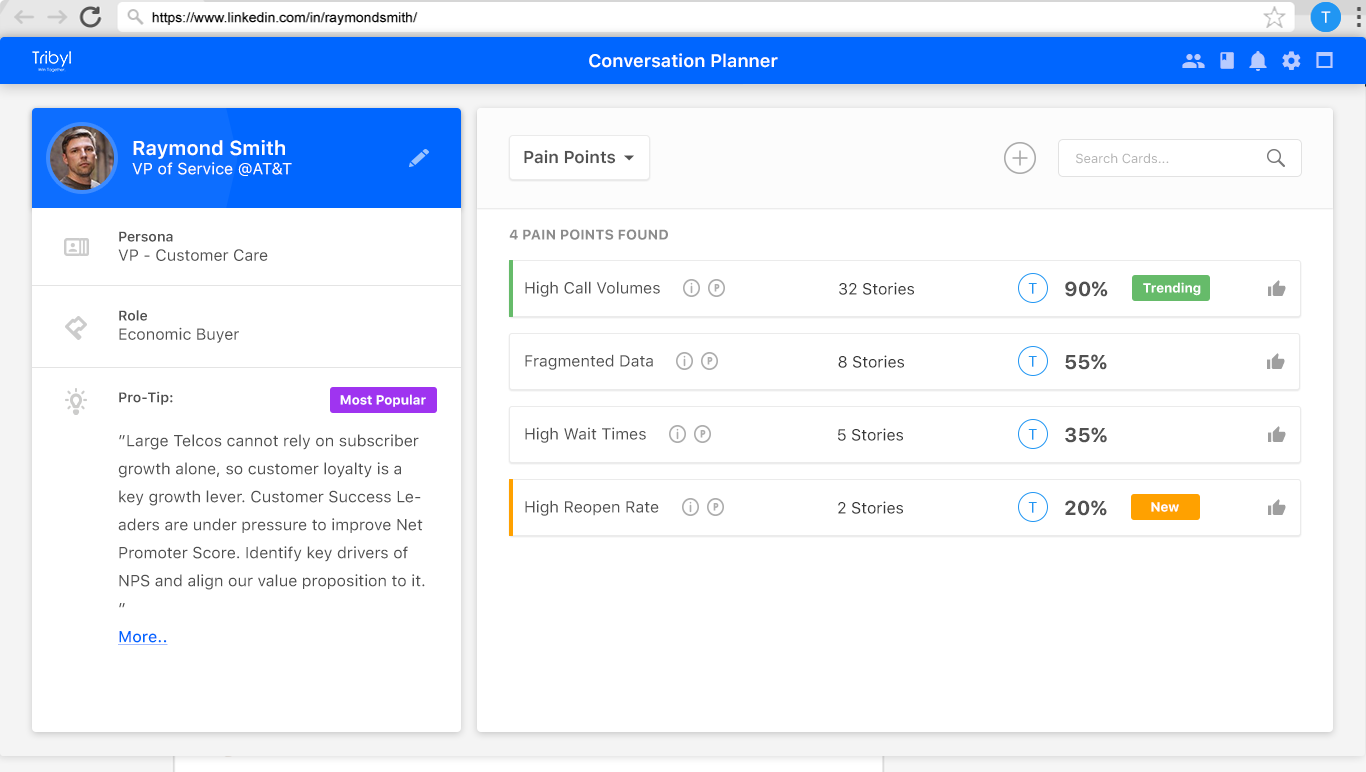 https://www.linkedin.com/in/raymondsmith/
T
Tribyl
Win Together.
Conversation Planner
Raymond Smith
VP of Service @AT&T
Persona
VP - Customer Care
Role
Economic Buyer
Pro-Tip:
Most Popular
"Large Telcos cannot rely on subscriber
growth alone, so customer loyalty is a
key growth lever. Customer Success Le-
aders are under pressure to improve Net
Promoter Score. Identify key drivers of
NPS and align our value proposition to it.
"
More..
Pain Points
Search Cards...
4 PAIN POINTS FOUND
High Call Volumes i P 32 Stories T 90% Trending
Fragmented Data i P 8 Stories T 55%
High Wait Times i P 5 Stories T 35%
High Reopen Rate i P 2 Stories T 20% New